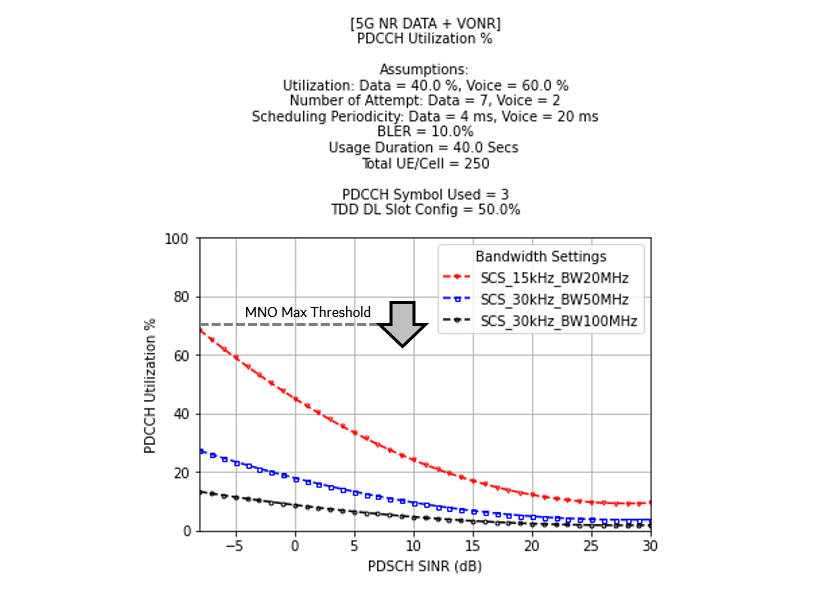 [5G NR DATA + VONR]
PDCCH Utilization %
Assumptions:
Utilization: Data = 40.0 %, Voice = 60.0 %
Number of Attempt: Data = 7, Voice = 2
Scheduling Periodicity: Data = 4 ms, Voice = 20 ms
BLER = 10.0%
Usage Duration = 40.0 Secs
Total UE/Cell = 250
PDCCH Symbol Used = 3
TDD DL Slot Config = 50.0%
100
80
60
40
20
0
PDCCH Utilization %
Bandwidth Settings
SCS_15kHz_BW20MHz
SCS_30kHz_BW50MHz
SCS_30kHz_BW100MHz
MNO Max Threshold
−5 0 5 10 15 20 25 30
PDSCH SINR (dB)